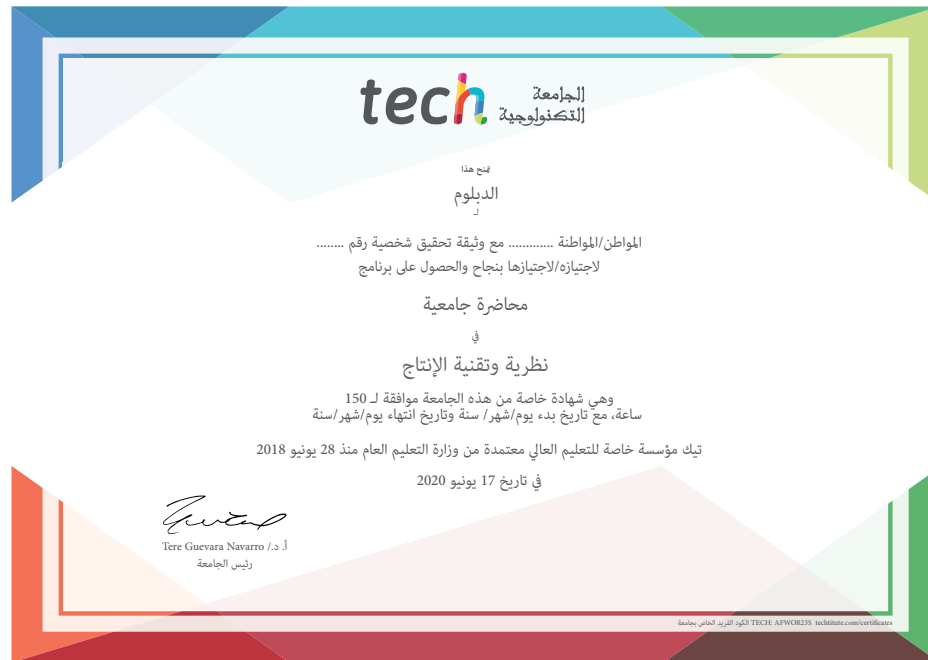 tech الجامعة
التكنولوجية
تمنح هذا
الدبلوم
لـ
المواطن/المواطنة ............. مع وثيقة تحقيق شخصية رقم ........
لاجتيازه/لاجتيازها بنجاح والحصول على برنامج
محاضرة جامعية
في
نظرية وتقنية الإنتاج
وهي شهادة خاصة من هذه الجامعة موافقة لـ 150
ساعة، مع تاريخ بدء يوم/شهر/ سنة وتاريخ انتهاء يوم/شهر/سنة
تيك مؤسسة خاصة للتعليم العالي معتمدة من وزارة التعليم العام منذ 28 يونيو 2018
في تاريخ 17 يونيو 2020
أ. د./ Tere Guevara Navarro
رئيس الجامعة
الكود الفريد الخاص بجامعة TECH: AFWOR23S techtitute.com/certificates